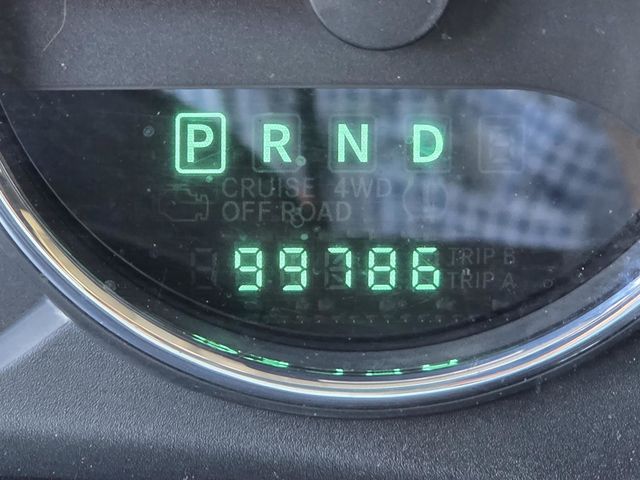 P R N D
CRUISE 4WD
OFF ROAD
99786
TRIP B
TRIP A